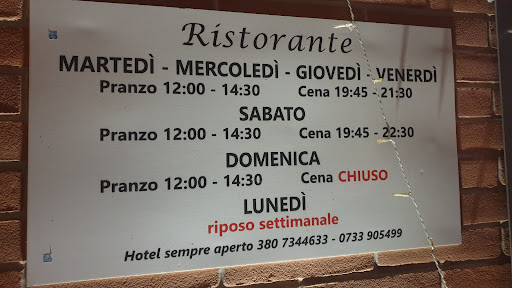 Ristorante
MARTEDÌ - MERCOLEDÌ - GIOVEDÌ - VENERDÌ
Pranzo 12:00 - 14:30 Cena 19:45 - 21:30
SABATO
Pranzo 12:00 - 14:30 Cena 19:45 - 22:30
DOMENICA
Pranzo 12:00 - 14:30 Cena CHIUSO
LUNEDÌ
riposo settimanale
Hotel sempre aperto 380 7344633 - 0733 905499